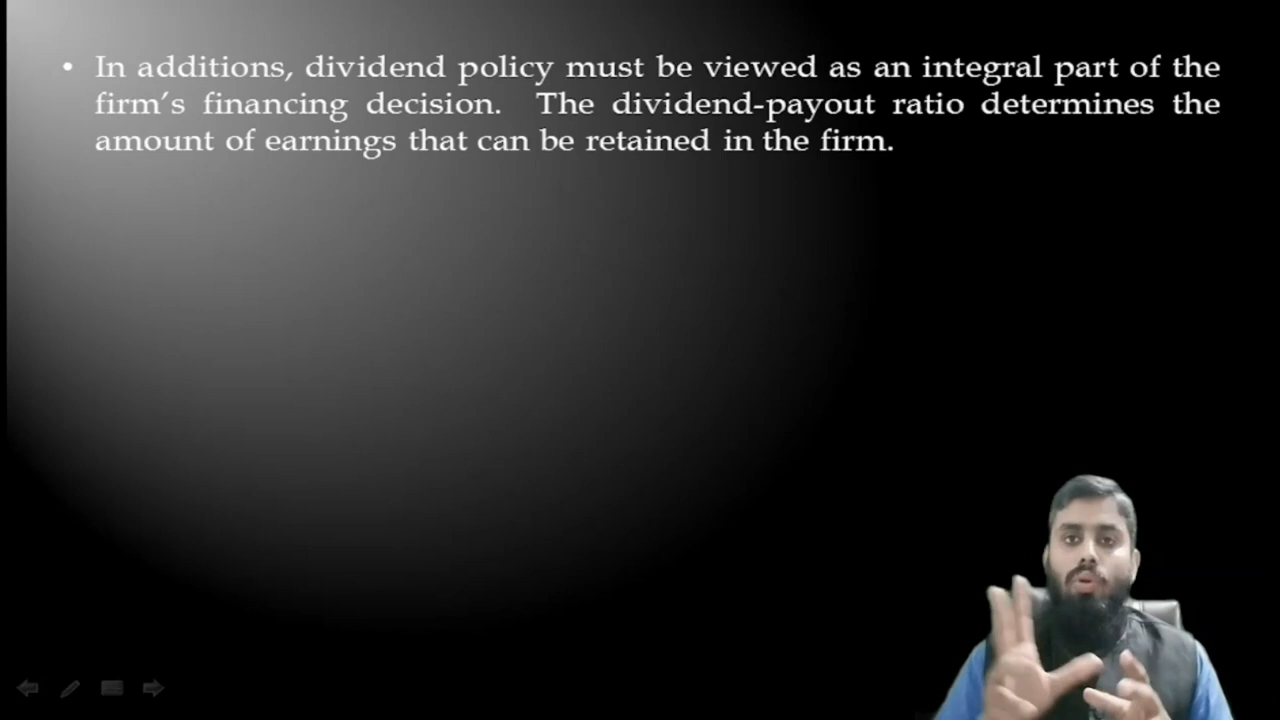 • In additions, dividend policy must be viewed as an integral part of the
firm’s financing decision. The dividend-payout ratio determines the
amount of earnings that can be retained in the firm.